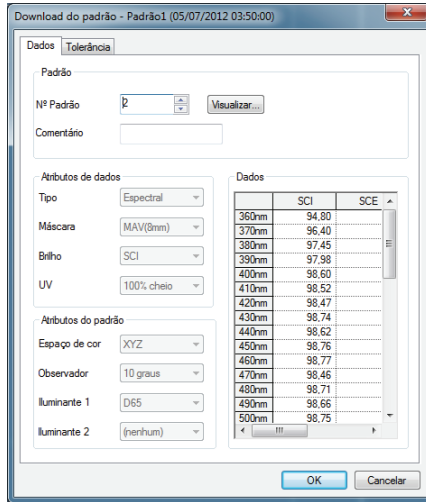 Download do padrão - Padrão1 (05/07/2012 03:50:00)
Dados Tolerância
Padrão
Nº Padrão 2 Visualizar...
Comentário
Atributos de dados
Tipo Espectral
Máscara MAV(8mm)
Brilho SCI
UV 100% cheio
Atributos do padrão
Espaço de cor XYZ
Observador 10 graus
Iluminante 1 D65
Iluminante 2 (nenhum)
Dados
SCI SCE
360nm 94,80
370nm 96,40
380nm 97,45
390nm 97,98
400nm 98,60
410nm 98,52
420nm 98,47
430nm 98,74
440nm 98,62
450nm 98,76
460nm 98,77
470nm 98,46
480nm 98,71
490nm 98,66
500nm 98,75
OK Cancelar